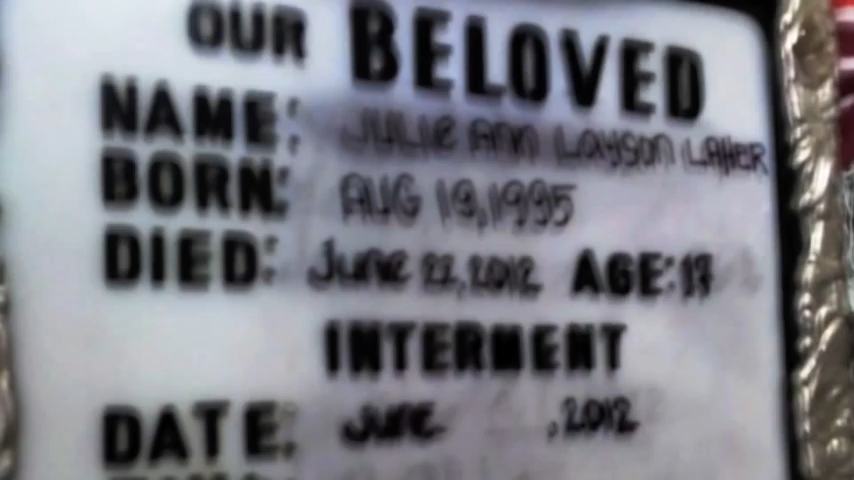 OUR BELOVED
NAME: JULIE ANN LAYSON LAHER
BORN: AUG 19,1995
DIED: June 22,2012 AGE: 17
INTERMENT
DATE: June ,2012